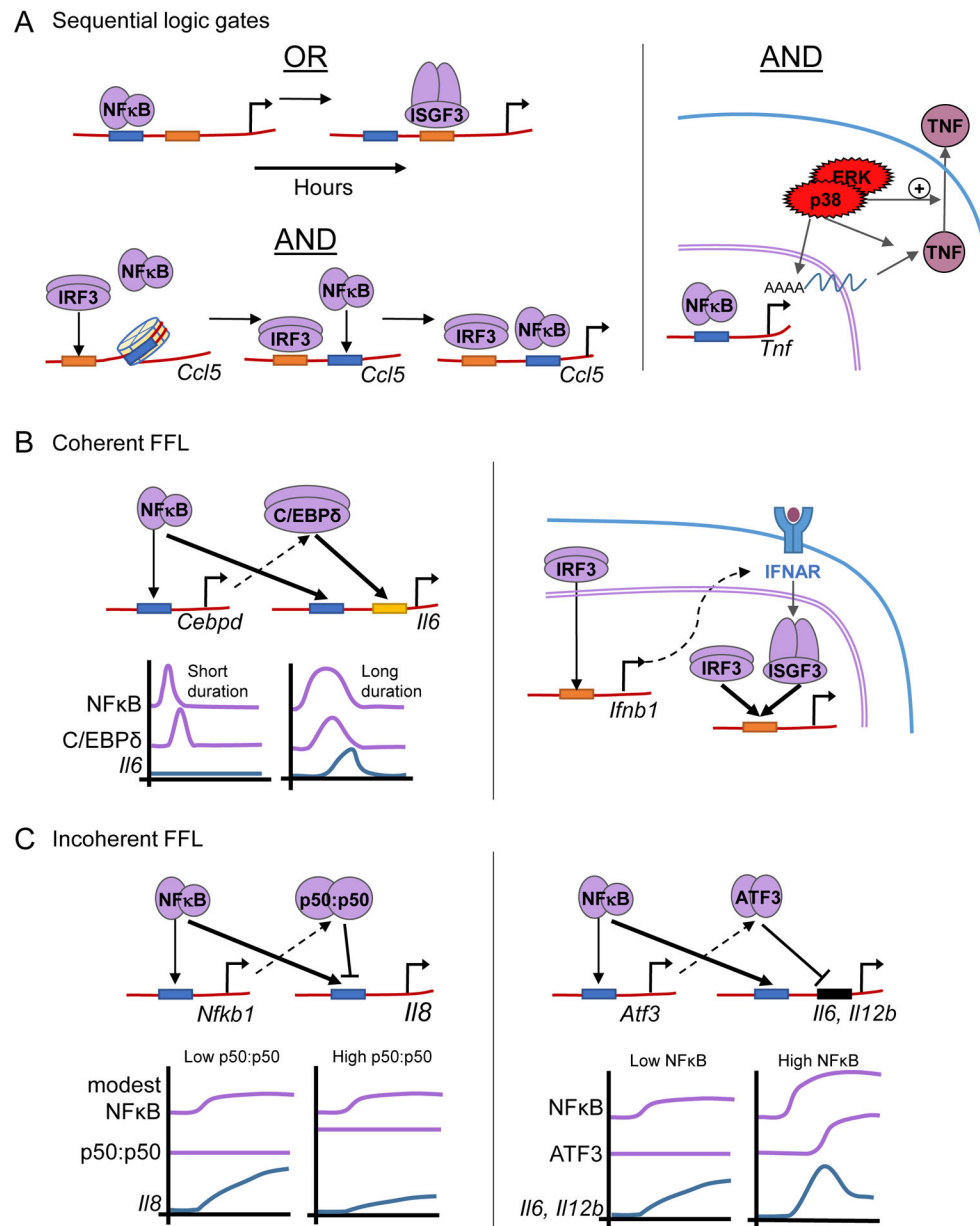 A Sequential logic gates
OR
NFκB
ISGF3
Hours
AND
IRF3
NFκB
Ccl5
IRF3
NFκB
Ccl5
IRF3
NFκB
Ccl5
AND
TNF
ERK
p38
+
TNF
AAAA
NFκB
Tnf
B Coherent FFL
NFκB
C/EBPδ
Cebpd
Il6
Short
duration
Long
duration
NFκB
C/EBPδ
Il6
IRF3
IFNAR
IRF3
ISGF3
Ifnb1
C Incoherent FFL
NFκB
p50:p50
Nfkb1
Il8
Low p50:p50
High p50:p50
modest
NFκB
p50:p50
Il8
NFκB
ATF3
Atf3
Il6, Il12b
Low NFκB
High NFκB
NFκB
ATF3
Il6, Il12b